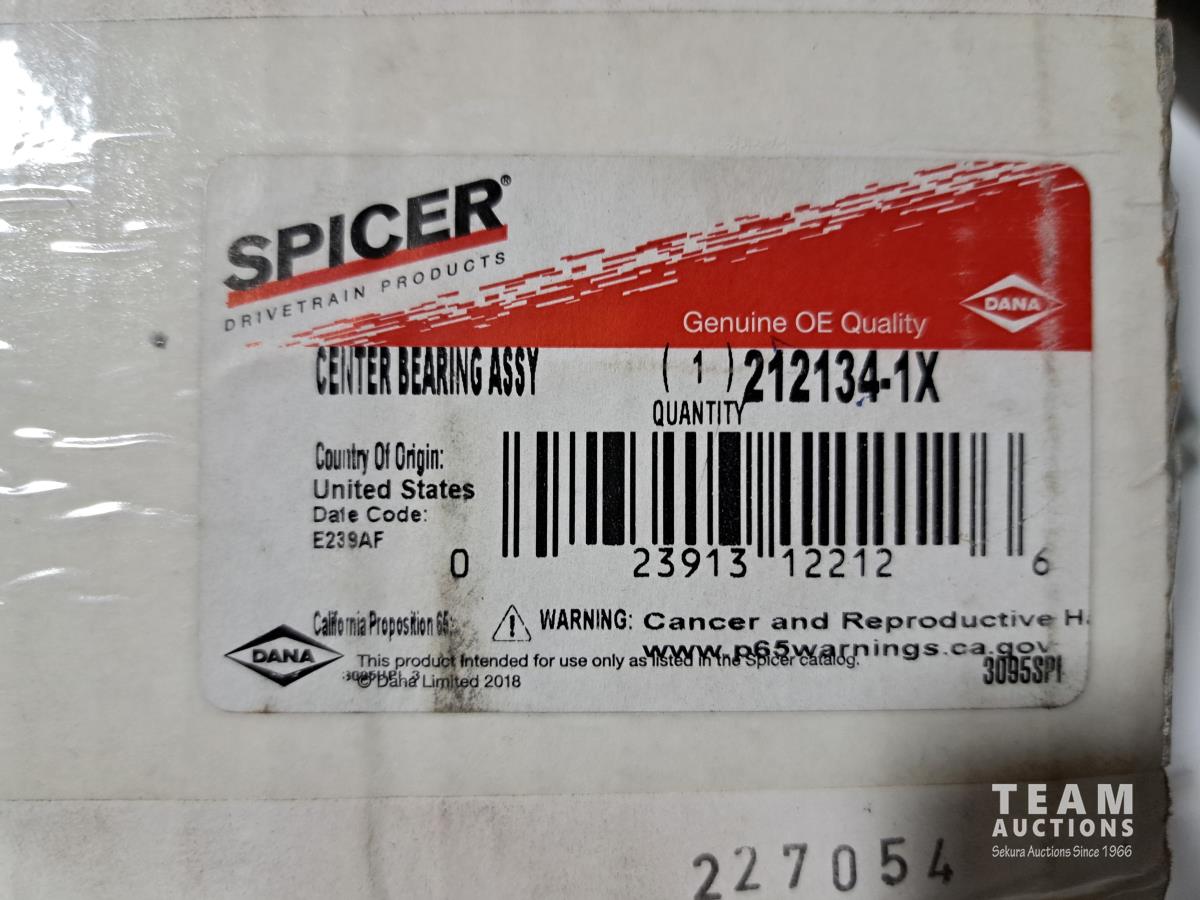 SPICER®
DRIVETRAIN PRODUCTS
DANA
Genuine OE Quality
CENTER BEARING ASSY ( 1 ) 212134-1X
QUANTITY
Country Of Origin:
United States
Date Code:
E239AF
0 23913 12212 6
California Proposition 65: WARNING: Cancer and Reproductive H
www.p65warnings.ca.gov
DANA
This product intended for use only as listed in the Spicer catalog.
© Dana Limited 2018
3095SPI
TEAM
AUCTIONS
Sekura Auctions Since 1966
227054